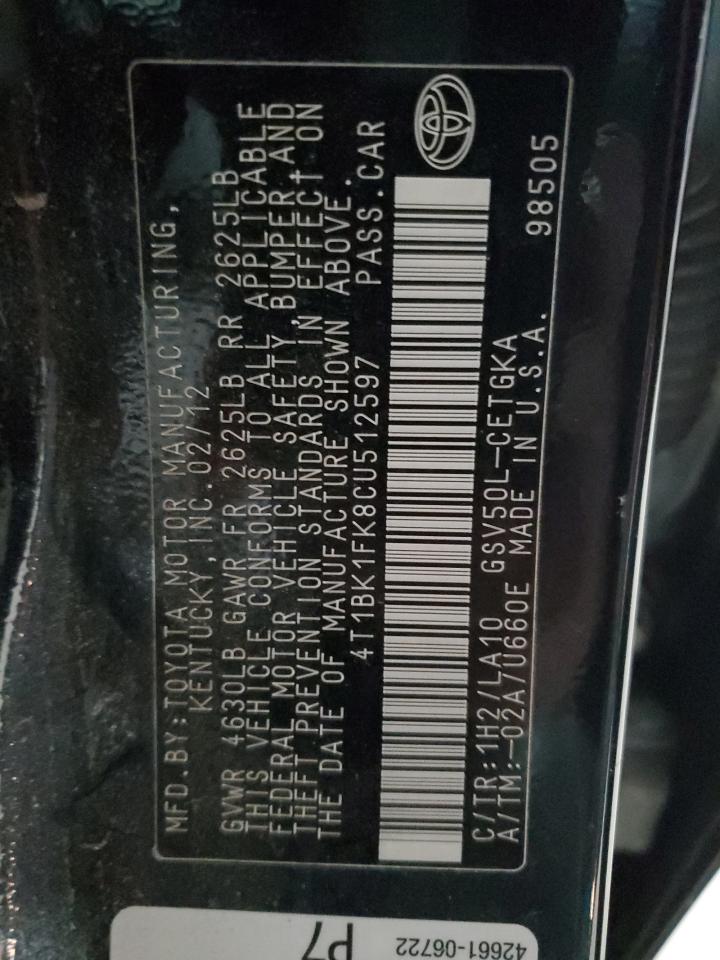 MFD.BY:TOYOTA MOTOR MANUFACTURING,
KENTUCKY,INC.02/12
GVWR 4630LB GAWR FR 2625LB RR 2625LB
THIS VEHICLE CONFORMS TO ALL APPLICABLE
FEDERAL MOTOR VEHICLE SAFETY,BUMPER,AND
THEFT PREVENTION STANDARDS IN EFFECT ON
THE DATE OF MANUFACTURE SHOWN ABOVE.
4T1BK1FK8CU512597 PASS.CAR
C/TR:1H2/LA10 GSV50L-CETGKA
A/TM:-02A/U660E MADE IN U.S.A. 98505
42661-06722
P7